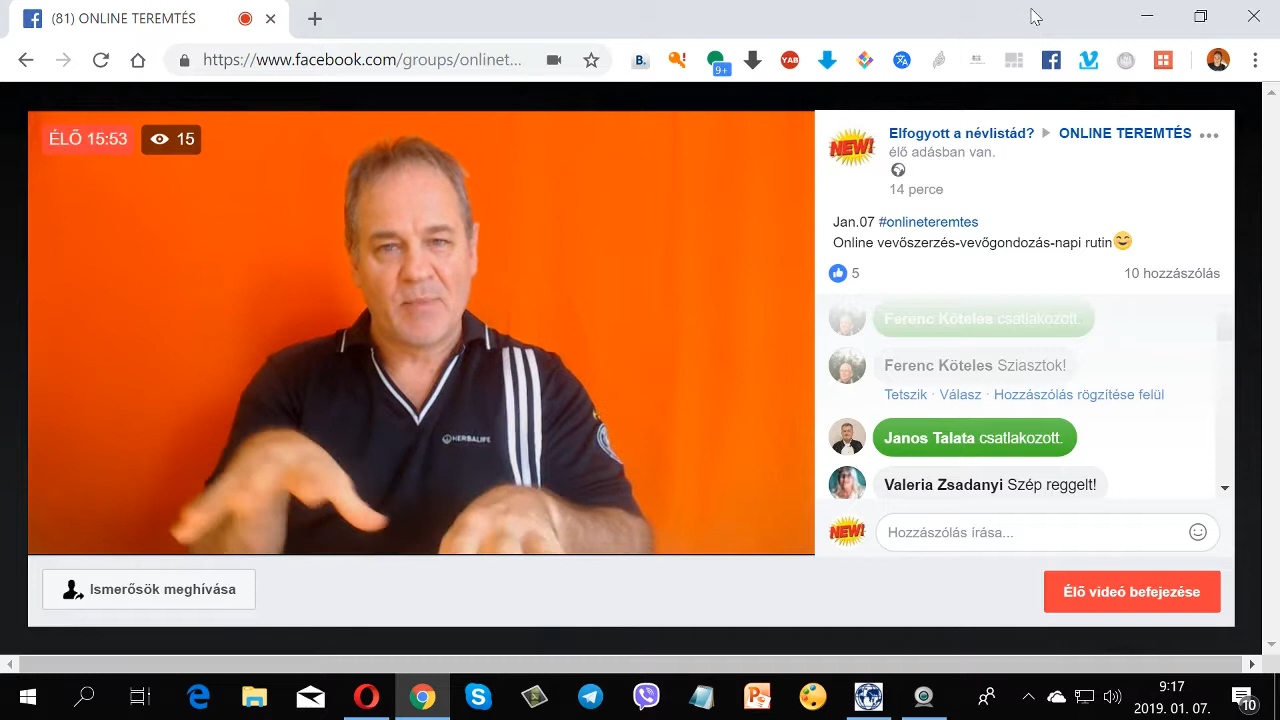 (81) ONLINE TEREMTÉS
https://www.facebook.com/groups/onlinet...
B.
9+
YAB
ÉLŐ 15:53
15
NEW!
Elfogyott a névlistád? ONLINE TEREMTÉS
élő adásban van.
14 perce
Jan.07 #onlineteremtes
Online vevőszerzés-vevőgondozás-napi rutin
5
10 hozzászólás
Ferenc Köteles csatlakozott.
Ferenc Köteles Sziasztok!
Tetszik · Válasz · Hozzászólás rögzítése felül
Janos Talata csatlakozott.
Valeria Zsadanyi Szép reggelt!
HERBALIFE
NEW!
Hozzászólás írása...
Ismerősök meghívása
Élő videó befejezése
9:17
2019. 01. 07.
10